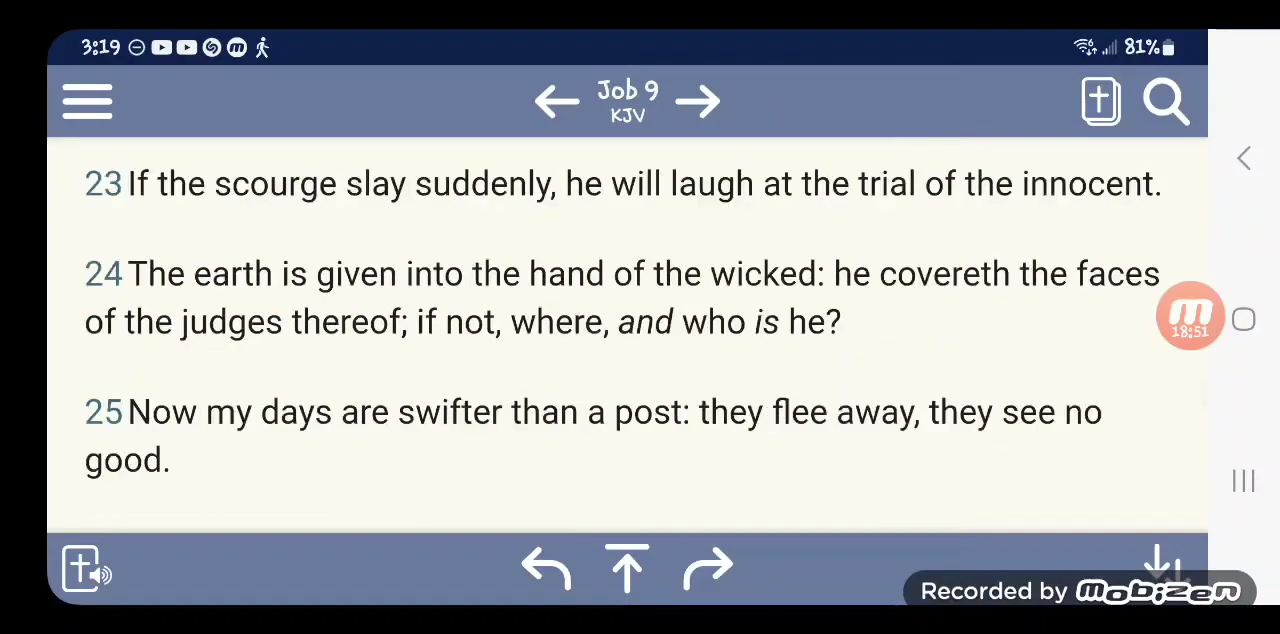 3:19 81%
Job 9
KJV
23 If the scourge slay suddenly, he will laugh at the trial of the innocent.
24 The earth is given into the hand of the wicked: he covereth the faces
of the judges thereof; if not, where, and who is he?
18:51
25 Now my days are swifter than a post: they flee away, they see no
good.
Recorded by mobizen